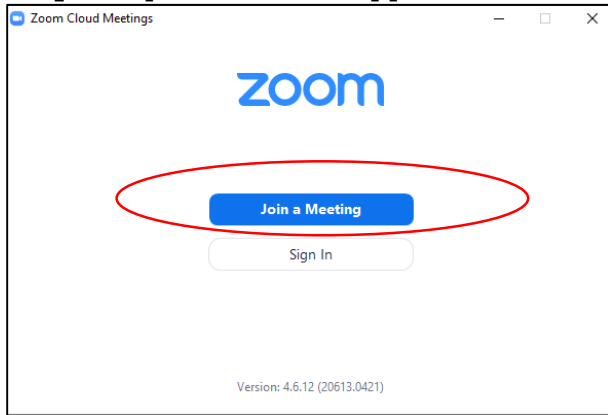 Zoom Cloud Meetings
zoom
Join a Meeting
Sign In
Version: 4.6.12 (20613.0421)